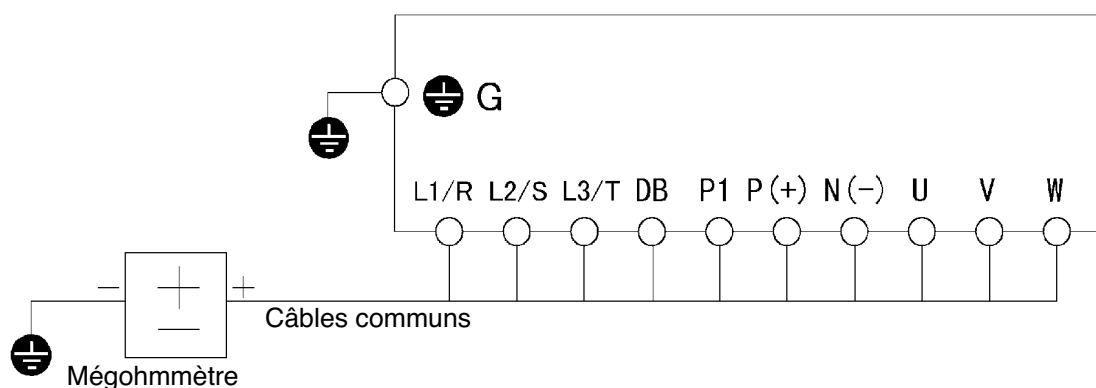 G
L1/R L2/S L3/T DB P1 P(+) N(-) U V W
- + - +
Câbles communs
Mégohmmètre